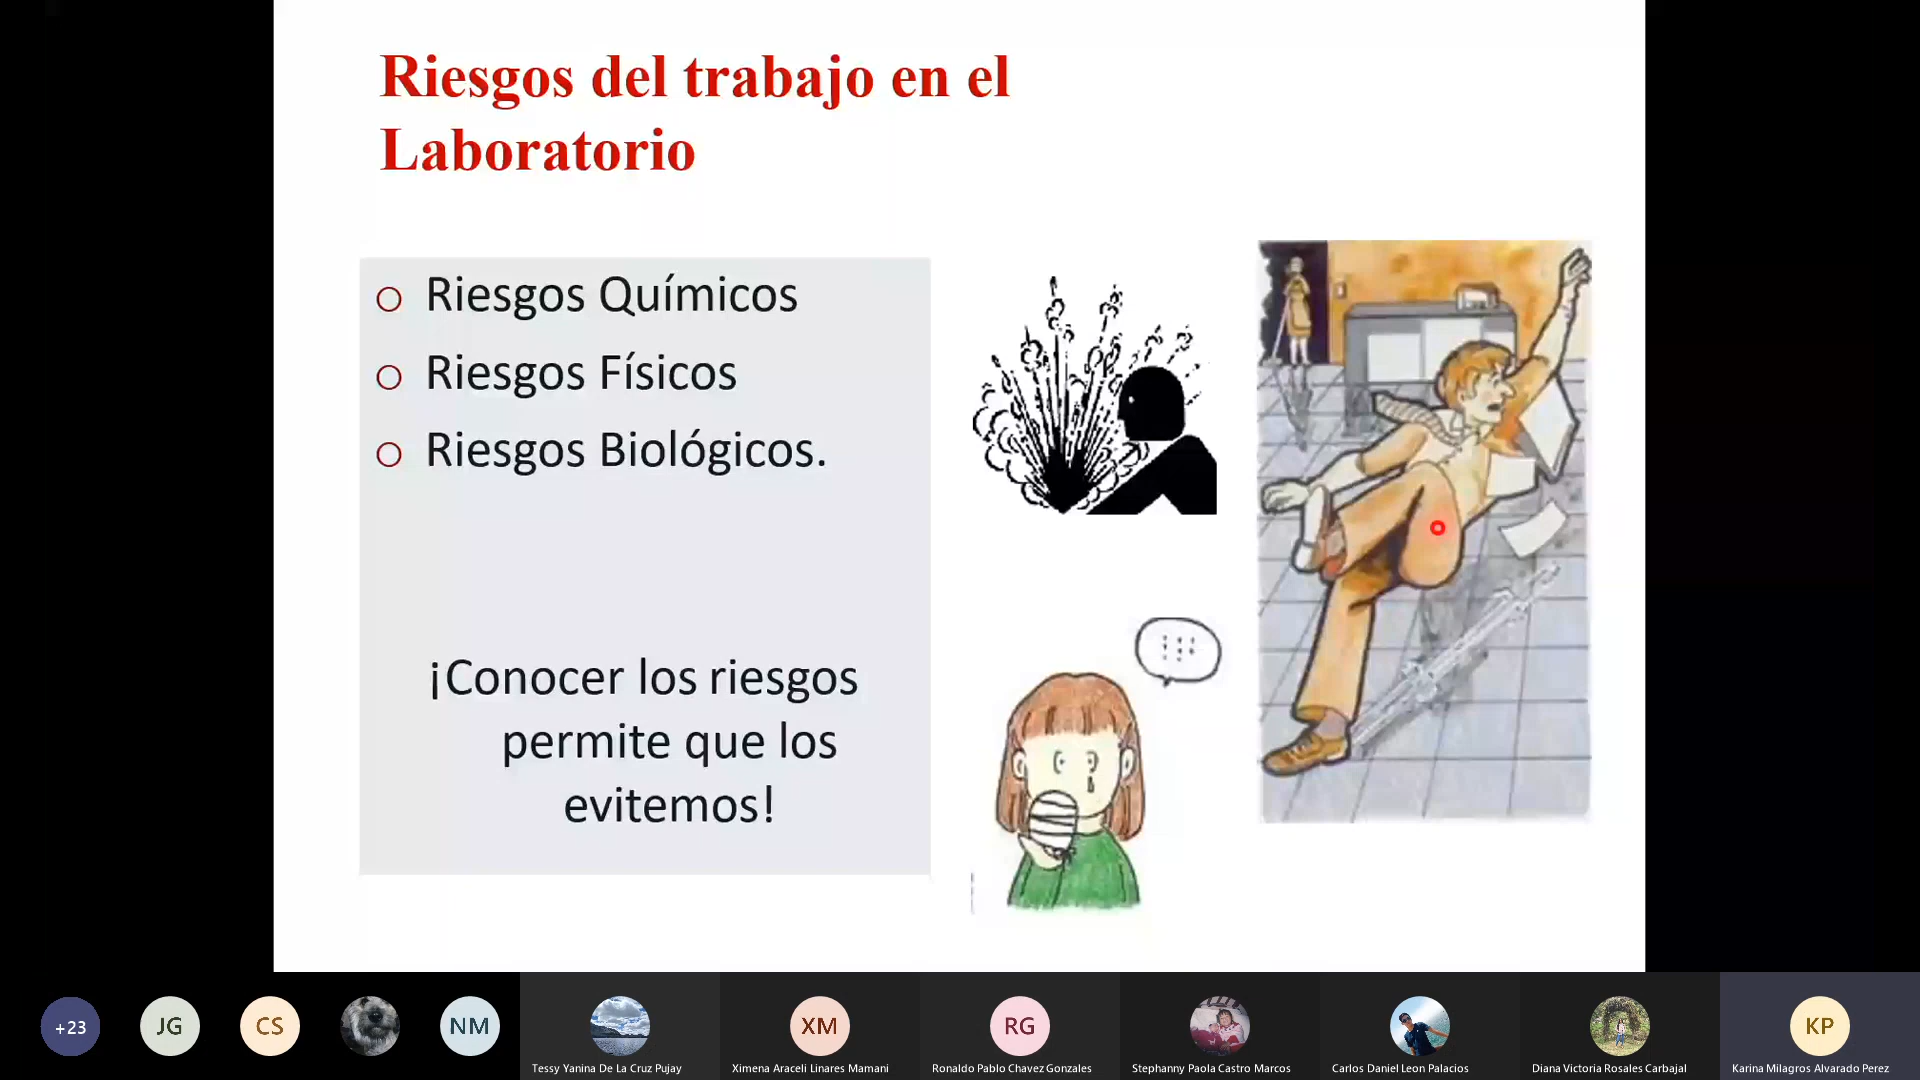 Riesgos del trabajo en el
Laboratorio
Riesgos Químicos
Riesgos Físicos
Riesgos Biológicos.
¡Conocer los riesgos
permite que los
evitemos!
+23
JG
CS
NM
XM
RG
KP
Tessy Yanina De La Cruz Pujay
Ximena Araceli Linares Mamani
Ronaldo Pablo Chavez Gonzales
Stephanny Paola Castro Marcos
Carlos Daniel Leon Palacios
Diana Victoria Rosales Carbajal
Karina Milagros Alvarado Perez